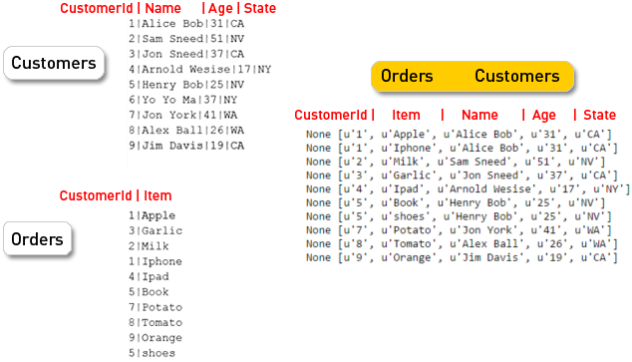 CustomerId | Name | Age | State
1|Alice Bob|31|CA
2|Sam Sneed|51|NV
3|Jon Sneed|37|CA
4|Arnold Wesise|17|NY
5|Henry Bob|25|NV
6|Yo Yo Ma|37|NY
7|Jon York|41|WA
8|Alex Ball|26|WA
9|Jim Davis|19|CA
Customers
CustomerId | Item
1|Apple
3|Garlic
2|Milk
1|Iphone
4|Ipad
5|Book
7|Potato
8|Tomato
9|Orange
5|shoes
Orders
Orders Customers
CustomerId | Item | Name | Age | State
None [u'1', u'Apple', u'Alice Bob', u'31', u'CA']
None [u'1', u'Iphone', u'Alice Bob', u'31', u'CA']
None [u'2', u'Milk', u'Sam Sneed', u'51', u'NV']
None [u'3', u'Garlic', u'Jon Sneed', u'37', u'CA']
None [u'4', u'Ipad', u'Arnold Wesise', u'17', u'NY']
None [u'5', u'Book', u'Henry Bob', u'25', u'NV']
None [u'5', u'shoes', u'Henry Bob', u'25', u'NV']
None [u'7', u'Potato', u'Jon York', u'41', u'WA']
None [u'8', u'Tomato', u'Alex Ball', u'26', u'WA']
None [u'9', u'Orange', u'Jim Davis', u'19', u'CA']